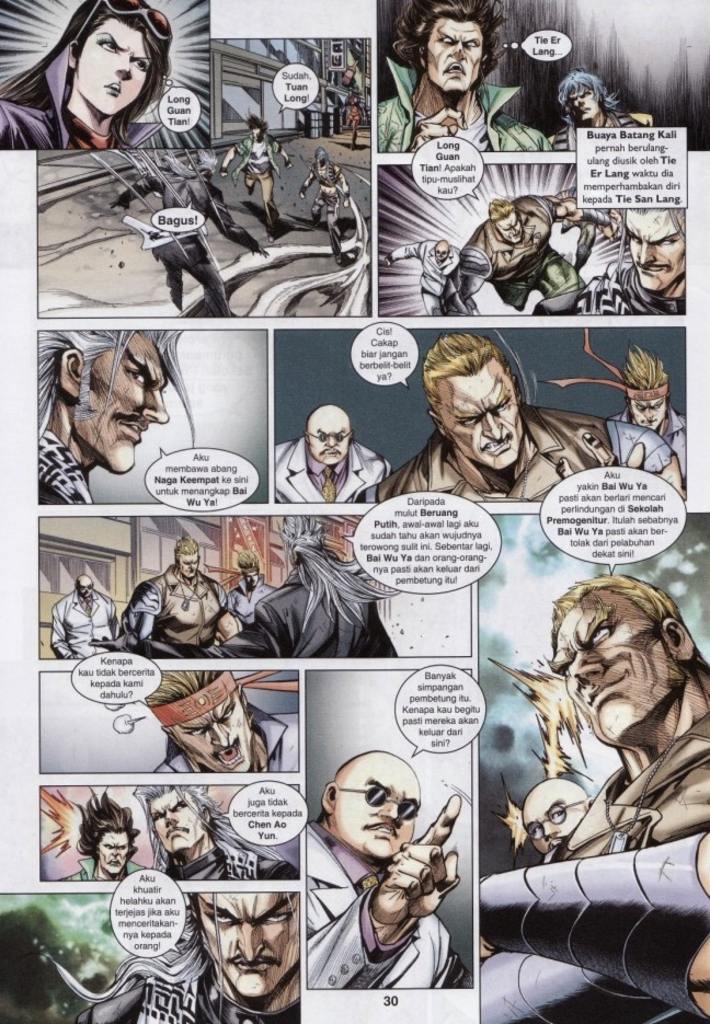 Long
Guan
Tian!
Sudah,
Tuan
Long!
Bagus!
Tie Er
Lang...
Buaya Batang Kali
pernah berulang-
ulang diusik oleh Tie
Er Lang waktu dia
memperhambakan diri
kepada Tie San Lang.
Long
Guan
Tian! Apakah
tipu-muslihat
kau?
Aku
membawa abang
Naga Keempat ke sini
untuk menangkap Bai
Wu Ya!
Cis!
Cakap
biar jangan
berbelit-belit
ya?
Daripada
mulut Beruang
Putih, awal-awal lagi aku
sudah tahu akan wujudnya
terowong sulit ini. Sebentar lagi,
Bai Wu Ya dan orang-orang-
nya pasti akan keluar dari
pembetung itu!
Aku
yakin Bai Wu Ya
pasti akan berlari mencari
perlindungan di Sekolah
Premogenitur. Itulah sebabnya
Bai Wu Ya pasti akan ber-
tolak dari pelabuhan
dekat sini!
Kenapa
kau tidak bercerita
kepada kami
dahulu?
Banyak
simpangan
pembetung itu.
Kenapa kau begitu
pasti mereka akan
keluar dari
sini?
Aku
juga tidak
bercerita kepada
Chen Ao
Yun.
Aku
khuatir
helahku akan
terjejas jika aku
menceritakan-
nya kepada
orang!
30